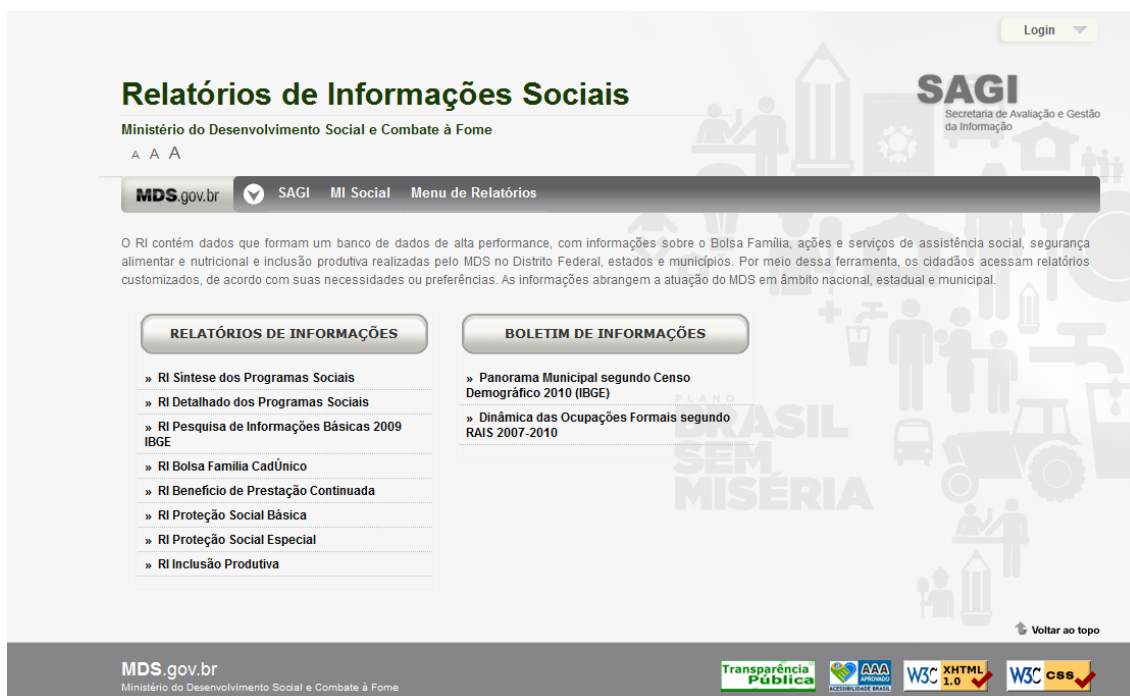 Login
Relatórios de Informações Sociais
SAGI
Secretaria de Avaliação e Gestão
da Informação
Ministério do Desenvolvimento Social e Combate à Fome
A A A
MDS.gov.br SAGI MI Social Menu de Relatórios
O RI contém dados que formam um banco de dados de alta performance, com informações sobre o Bolsa Família, ações e serviços de assistência social, segurança
alimentar e nutricional e inclusão produtiva realizadas pelo MDS no Distrito Federal, estados e municípios. Por meio dessa ferramenta, os cidadãos acessam relatórios
customizados, de acordo com suas necessidades ou preferências. As informações abrangem a atuação do MDS em âmbito nacional, estadual e municipal.
RELATÓRIOS DE INFORMAÇÕES
» RI Síntese dos Programas Sociais
» RI Detalhado dos Programas Sociais
» RI Pesquisa de Informações Básicas 2009
IBGE
» RI Bolsa Familia CadÚnico
» RI Benefício de Prestação Continuada
» RI Proteção Social Básica
» RI Proteção Social Especial
» RI Inclusão Produtiva
BOLETIM DE INFORMAÇÕES
» Panorama Municipal segundo Censo
Demográfico 2010 (IBGE)
» Dinâmica das Ocupações Formais segundo
RAIS 2007-2010
PLANO
BRASIL
SEM
MISÉRIA
Voltar ao topo
MDS.gov.br
Ministério do Desenvolvimento Social e Combate à Fome
Transparência
Pública
AAA
APROVADO
ACESSIBILIDADE BRASIL
W3C XHTML
1.0
W3C css